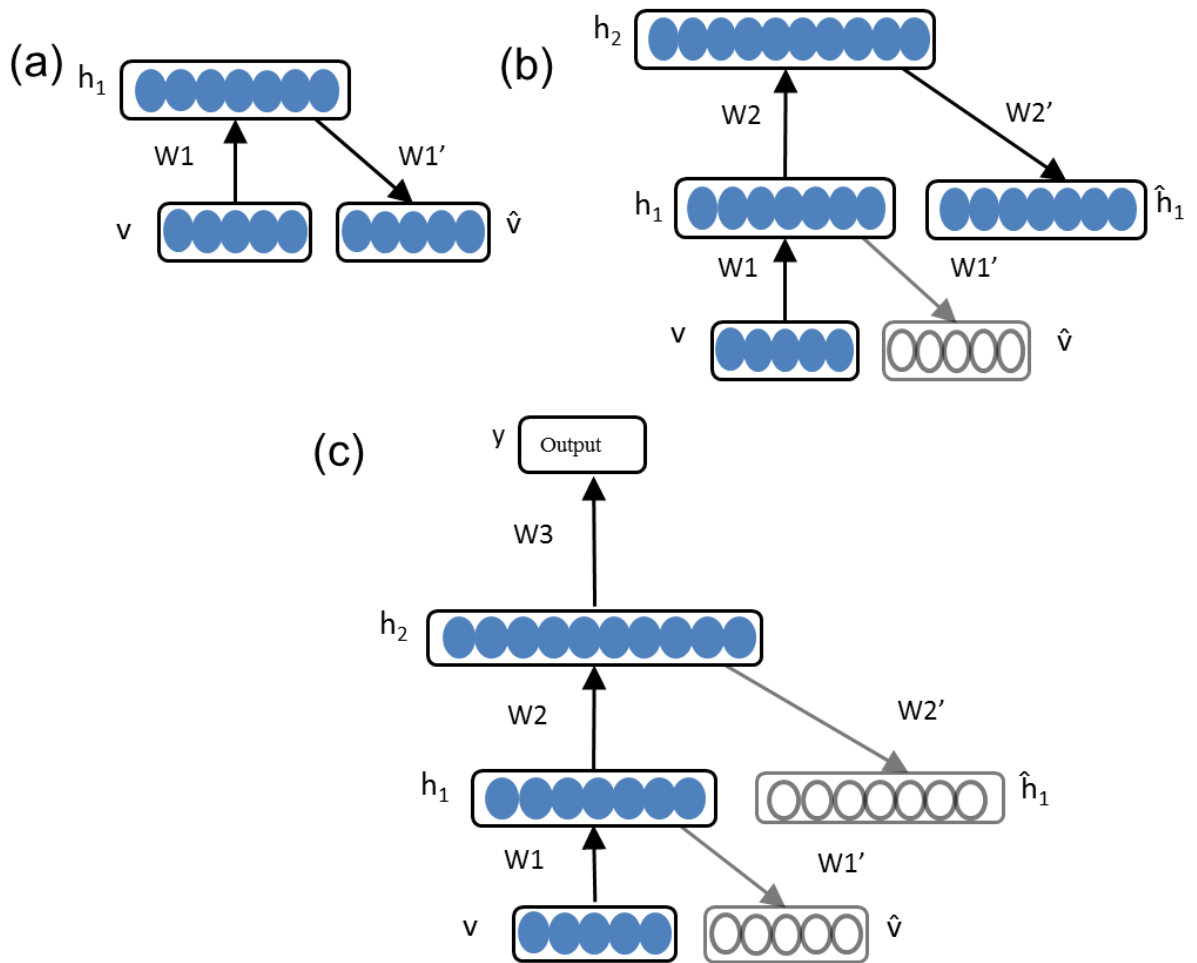 (a)
h₁
W1
W1’
v
v̂
(b)
h₂
W2
W2’
h₁
ĥ₁
W1
W1’
v
v̂
(c)
y
Output
W3
h₂
W2
W2’
h₁
ĥ₁
W1
W1’
v
v̂